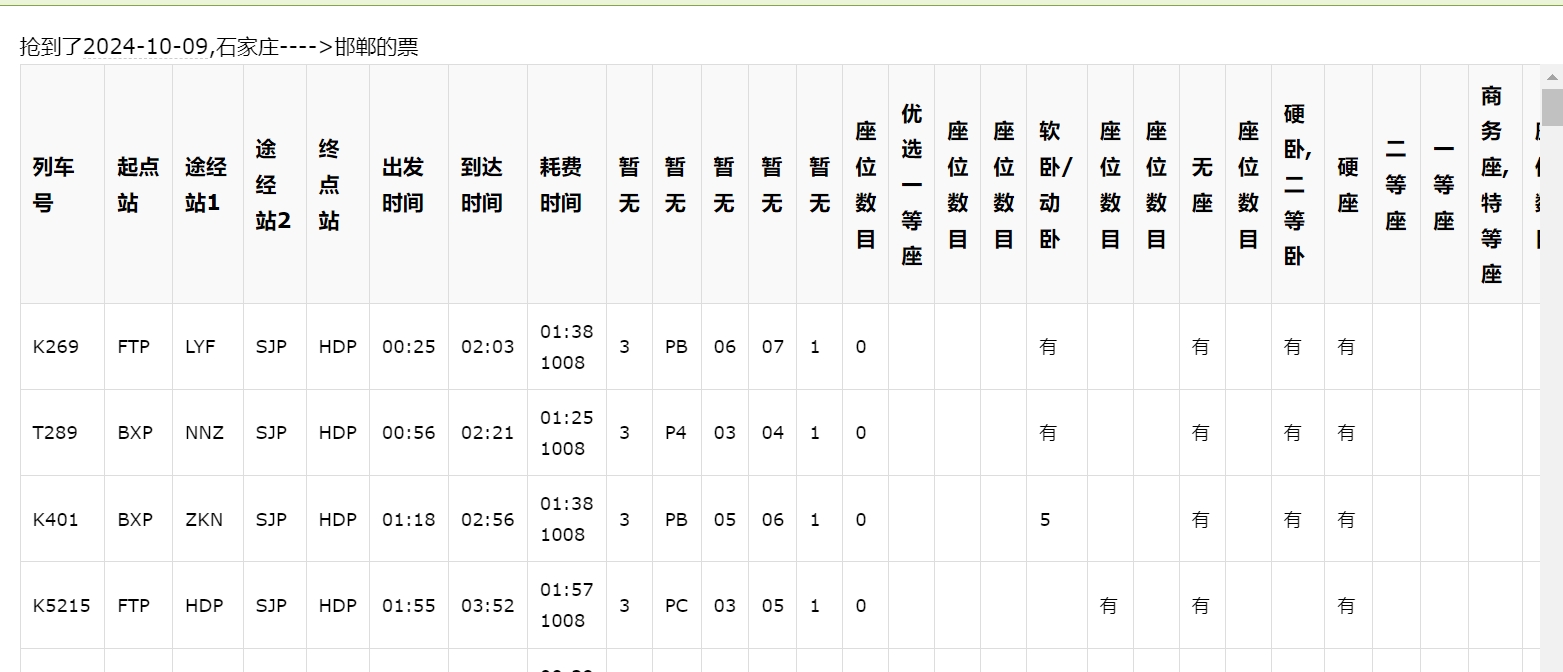 抢到了2024-10-09,石家庄---->邯郸的票
列车号 起点站 途经站1 途经站2 终点站 出发时间 到达时间 耗费时间 暂无 暂无 暂无 暂无 暂无 座位数目 优选一等座 座位数目 座位数目 软卧/动卧 座位数目 座位数目 无座 座位数目 硬卧,二等卧 硬座 二等座 一等座 商务座,特等座
K269 FTP LYF SJP HDP 00:25 02:03 01:38 1008 3 PB 06 07 1 0 有 有 有 有
T289 BXP NNZ SJP HDP 00:56 02:21 01:25 1008 3 P4 03 04 1 0 有 有 有 有
K401 BXP ZKN SJP HDP 01:18 02:56 01:38 1008 3 PB 05 06 1 0 5 有 有 有
K5215 FTP HDP SJP HDP 01:55 03:52 01:57 1008 3 PC 03 05 1 0 有 有 有